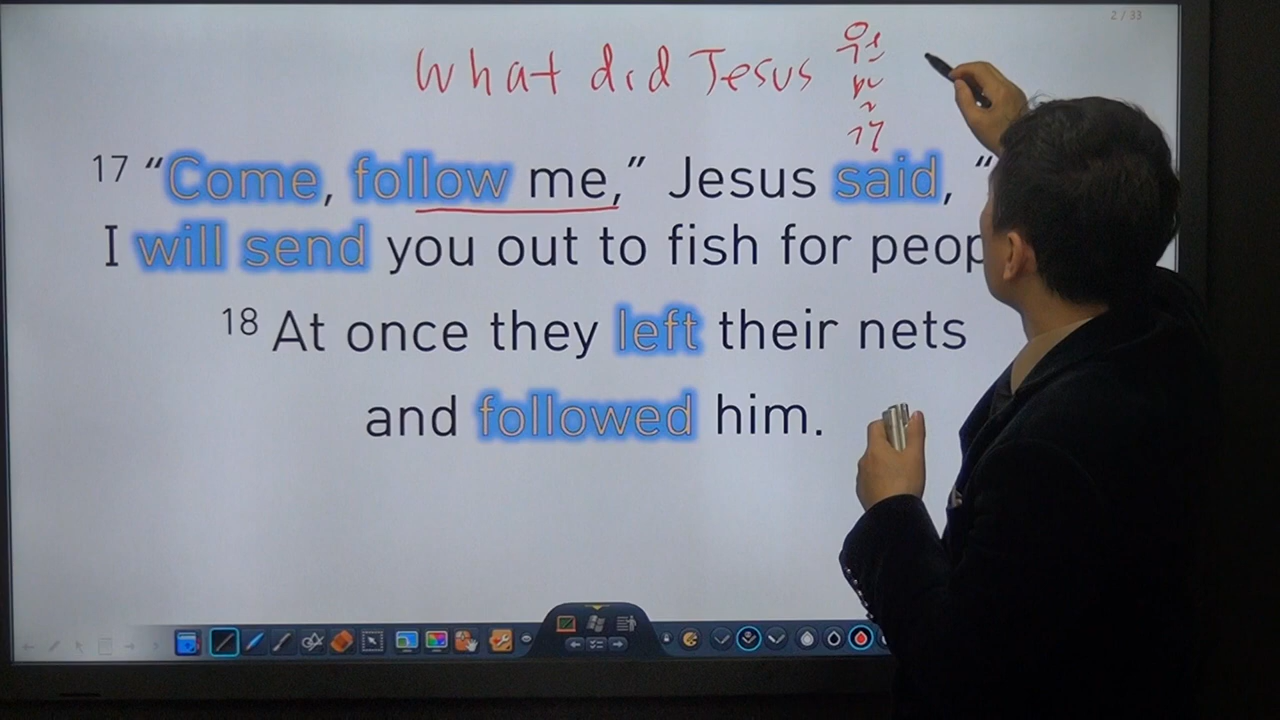 2 / 33
What did Jesus
17 “Come, follow me,” Jesus said, “
I will send you out to fish for peop
18 At once they left their nets
and followed him.